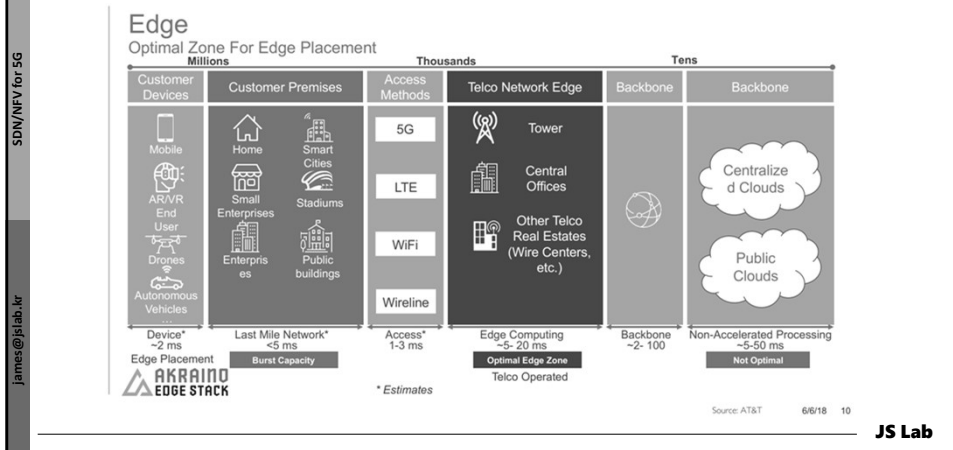 SDN/NFV for 5G
james@jslab.kr
Edge
Optimal Zone For Edge Placement
Millions
Thousands
Tens
Customer
Devices
Customer Premises
Access
Methods
Telco Network Edge
Backbone
Backbone
Mobile
AR/VR
End
User
Drones
Autonomous
Vehicles
...
Home
Smart
Cities
Small
Enterprises
Stadiums
Enterpris
es
Public
buildings
5G
LTE
WiFi
Wireline
Tower
Central
Offices
Other Telco
Real Estates
(Wire Centers,
etc.)
Centralize
d Clouds
Public
Clouds
Device*
~2 ms
Last Mile Network*
<5 ms
Access*
1-3 ms
Edge Computing
~5- 20 ms
Backbone
~2- 100
Non-Accelerated Processing
~5-50 ms
Edge Placement
Burst Capacity
Optimal Edge Zone
Not Optimal
Telco Operated
AKRAINO
EDGE STACK
* Estimates
Source: AT&T
6/6/18
10
JS Lab